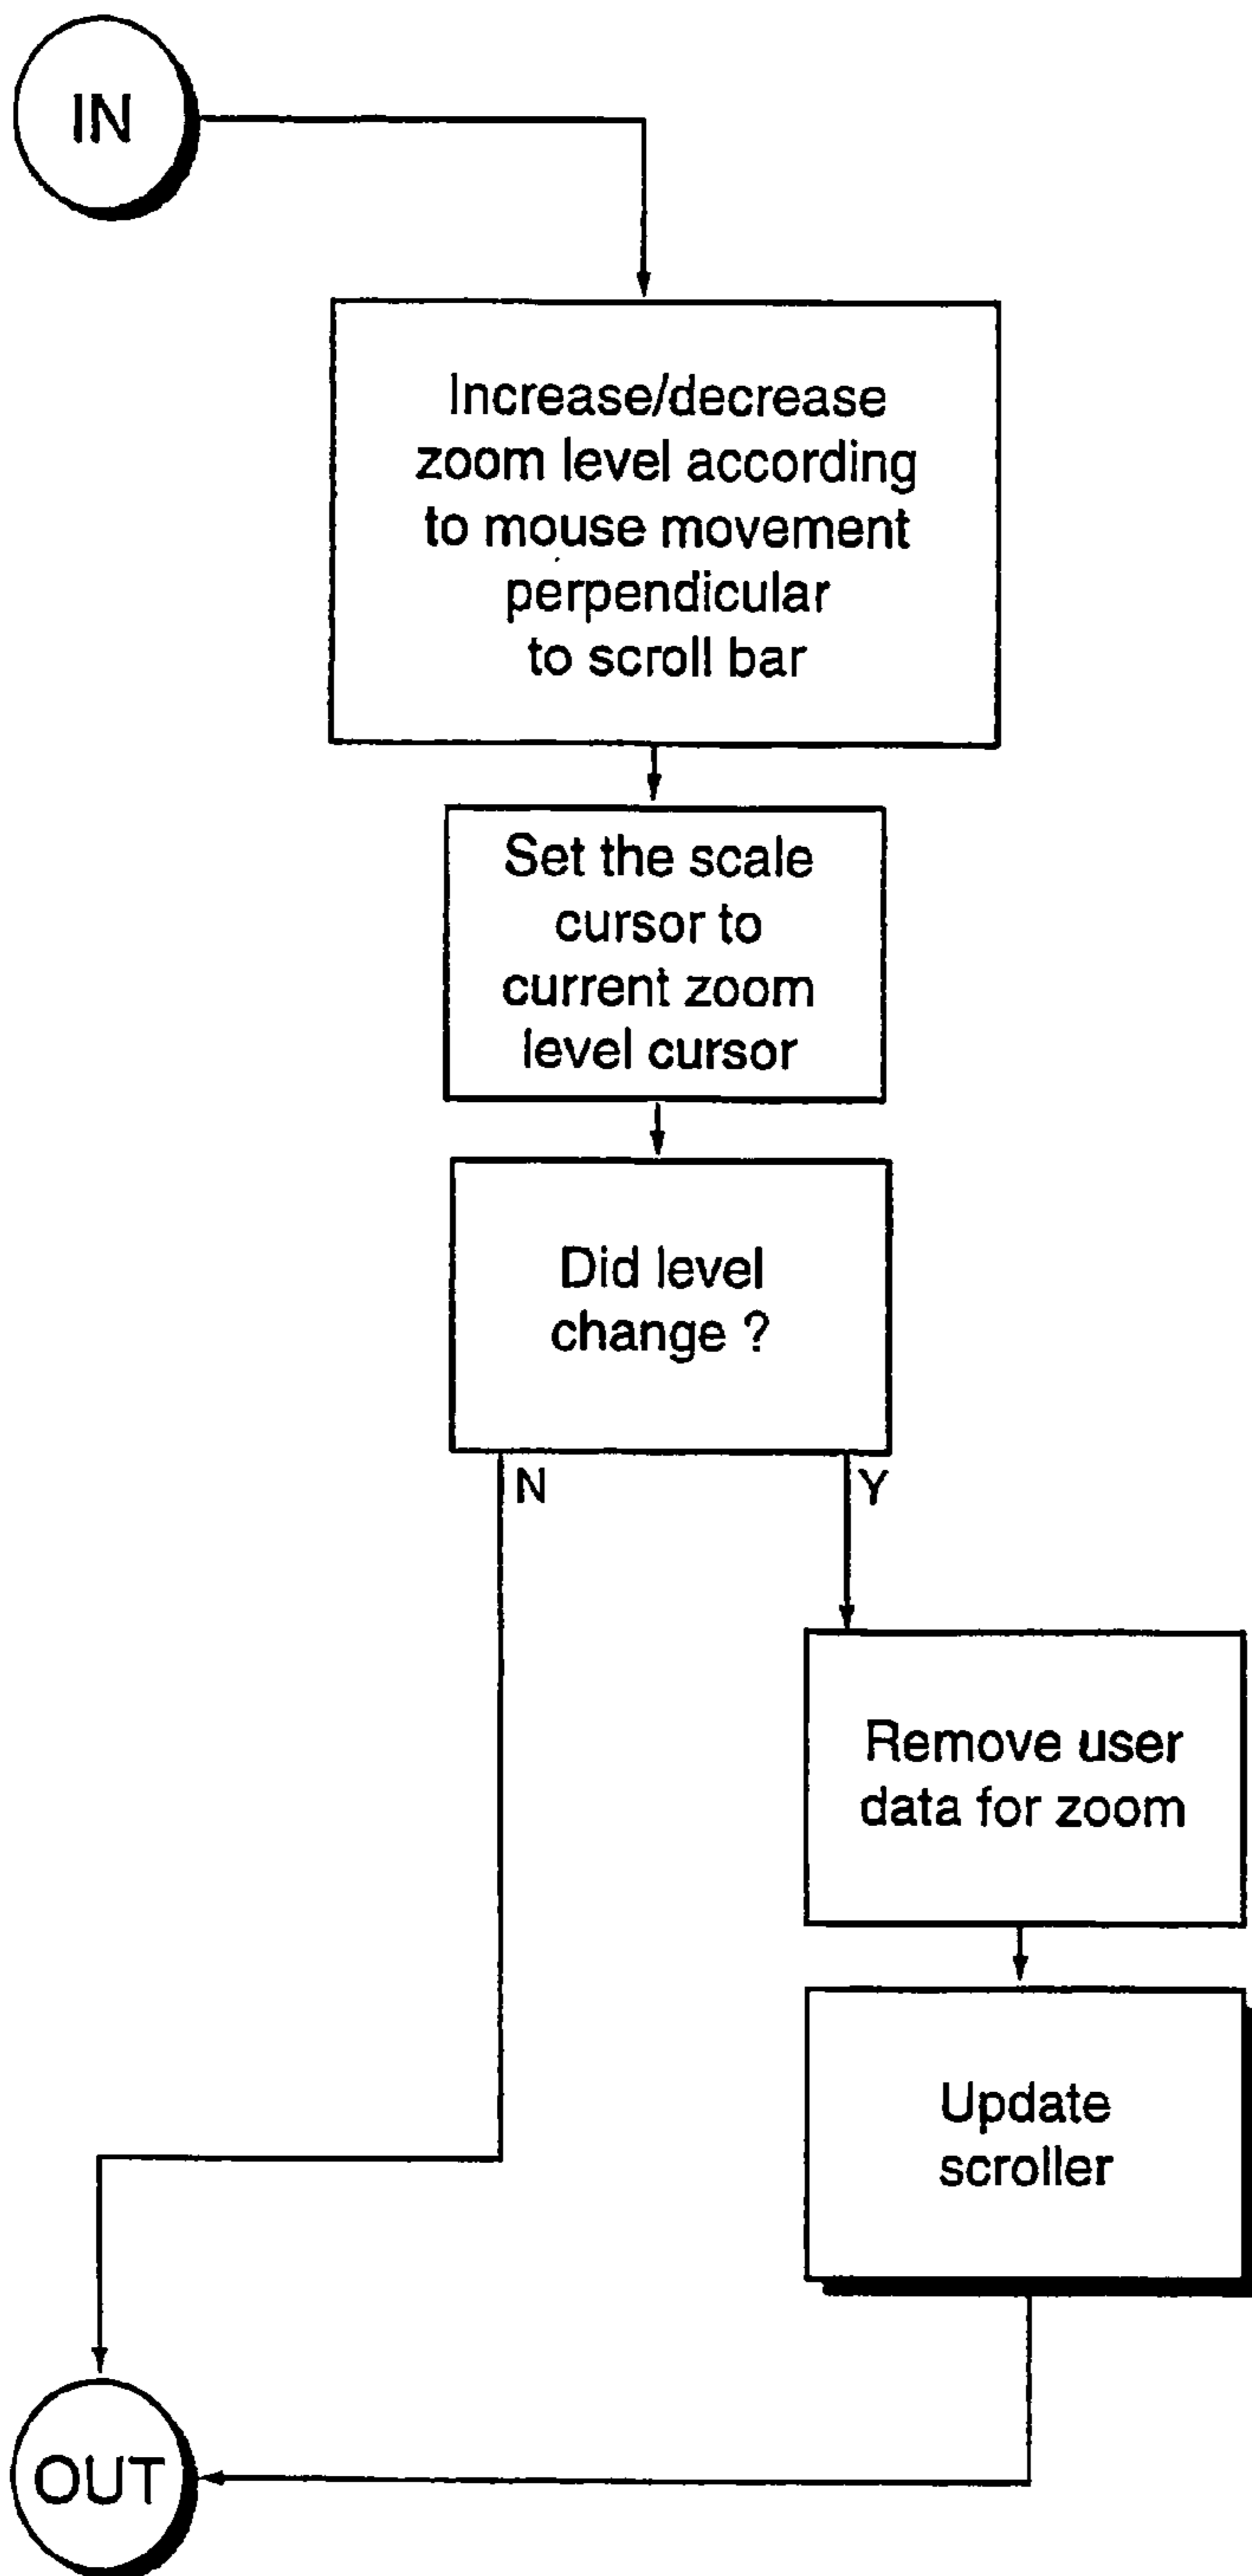 IN
Increase/decrease
zoom level according
to mouse movement
perpendicular
to scroll bar
Set the scale
cursor to
current zoom
level cursor
Did level
change ?
N
Y
Remove user
data for zoom
Update
scroller
OUT